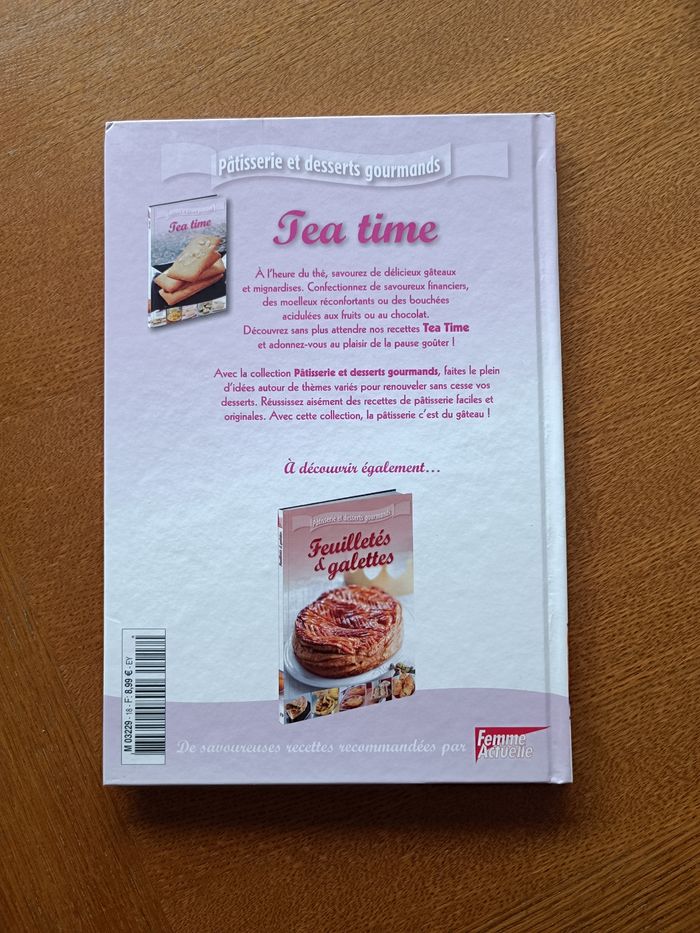 Pâtisserie et desserts gourmands
Tea time
Tea time
À l'heure du thé, savourez de délicieux gâteaux
et mignardises. Confectionnez de savoureux financiers,
des moelleux réconfortants ou des bouchées
acidulées aux fruits ou au chocolat.
Découvrez sans plus attendre nos recettes Tea Time
et adonnez-vous au plaisir de la pause goûter !
Avec la collection Pâtisserie et desserts gourmands, faites le plein
d'idées autour de thèmes variés pour renouveler sans cesse vos
desserts. Réussissez aisément des recettes de pâtisserie faciles et
originales. Avec cette collection, la pâtisserie c'est du gâteau !
À découvrir également...
Pâtisserie et desserts gourmands
Feuilletés
& galettes
Feuilletés & galettes
M 03229 - 18 - F: 8,99 € - EY
De savoureuses recettes recommandées par
Femme
Actuelle